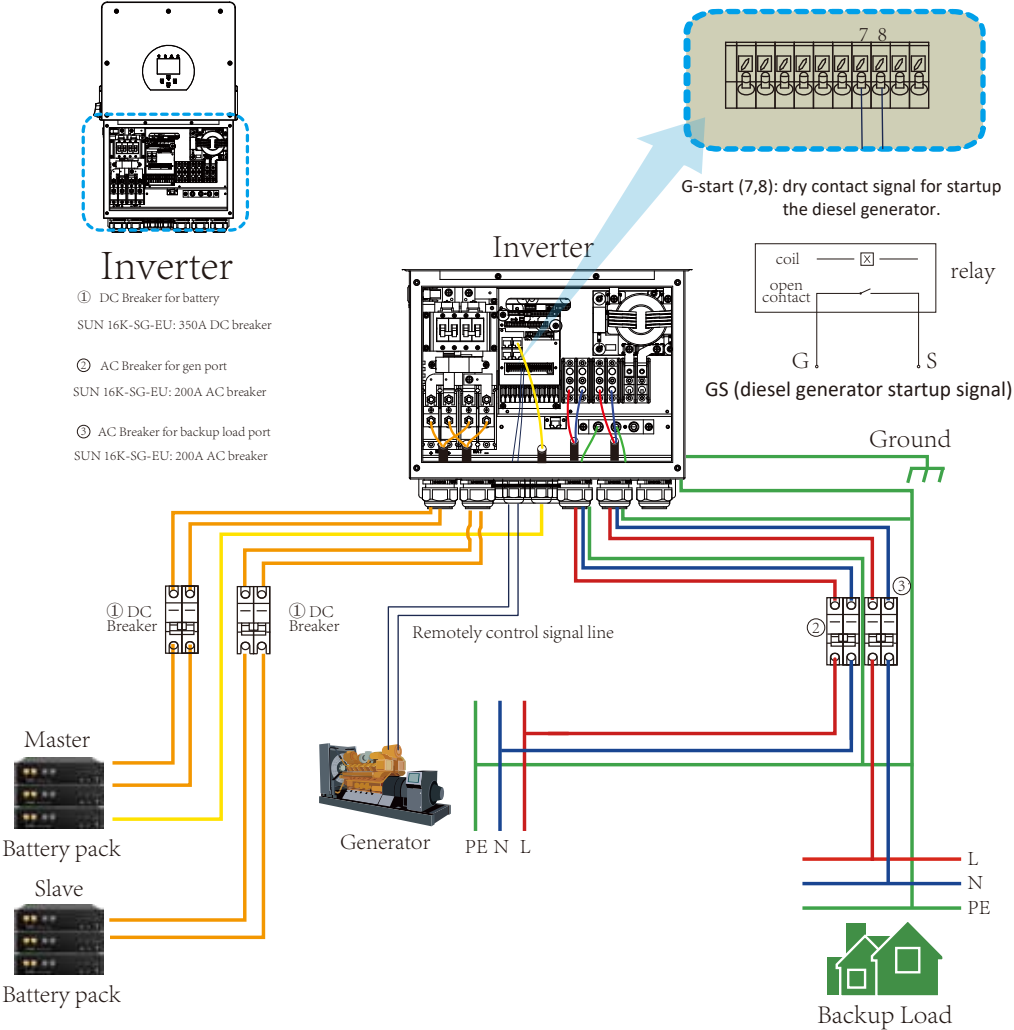 7 8
G-start (7,8): dry contact signal for startup
the diesel generator.
Inverter
① DC Breaker for battery
SUN 16K-SG-EU: 350A DC breaker
② AC Breaker for gen port
SUN 16K-SG-EU: 200A AC breaker
③ AC Breaker for backup load port
SUN 16K-SG-EU: 200A AC breaker
Inverter
coil
X
open
contact
relay
G
S
GS (diesel generator startup signal)
Ground
① DC
Breaker
① DC
Breaker
Remotely control signal line
②
③
Master
Battery pack
Slave
Battery pack
Generator
PE N L
L
N
PE
Backup Load